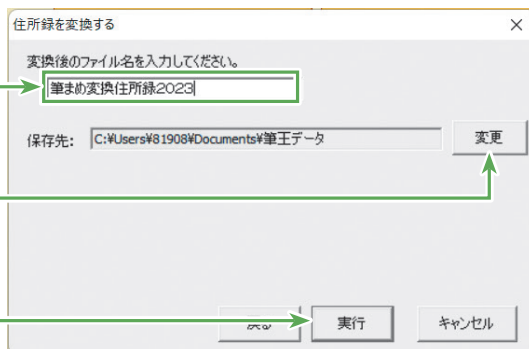 住所録を変換する
変換後のファイル名を入力してください。
筆まめ変換住所録2023
保存先: C:¥Users¥81908¥Documents¥筆王データ 変更
戻る 実行 キャンセル